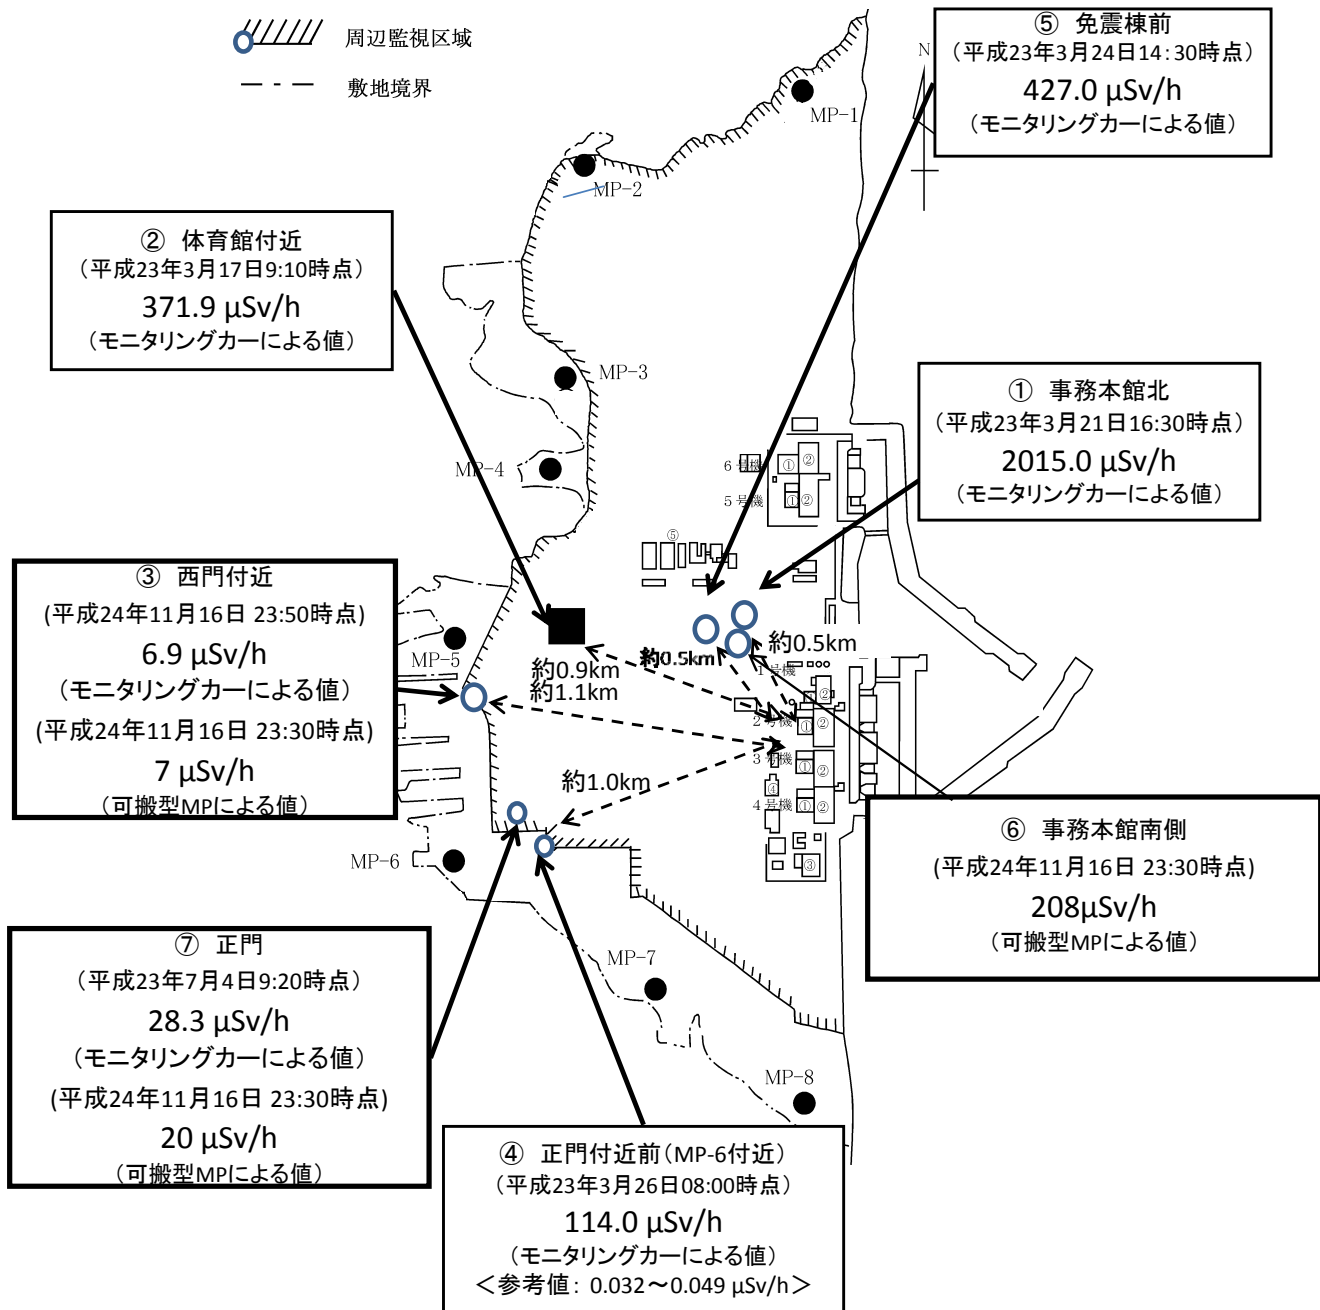 周辺監視区域
敷地境界
⑤ 免震棟前
(平成23年3月24日14:30時点)
427.0 μSv/h
(モニタリングカーによる値)
N
MP-1
MP-2
② 体育館付近
(平成23年3月17日9:10時点)
371.9 μSv/h
(モニタリングカーによる値)
MP-3
MP-4
① 事務本館北
(平成23年3月21日16:30時点)
2015.0 μSv/h
(モニタリングカーによる値)
6号機
① ②
5号機
① ②
⑤
③ 西門付近
(平成24年11月16日 23:50時点)
6.9 μSv/h
(モニタリングカーによる値)
(平成24年11月16日 23:30時点)
7 μSv/h
(可搬型MPによる値)
MP-5
約0.9km
約1.1km
約0.5km
約0.5km
1号機
②
2号機
① ②
3号機
① ②
④
4号機
① ②
③
約1.0km
MP-6
⑥ 事務本館南側
(平成24年11月16日 23:30時点)
208μSv/h
(可搬型MPによる値)
⑦ 正門
(平成23年7月4日9:20時点)
28.3 μSv/h
(モニタリングカーによる値)
(平成24年11月16日 23:30時点)
20 μSv/h
(可搬型MPによる値)
MP-7
MP-8
④ 正門付近前(MP-6付近)
(平成23年3月26日08:00時点)
114.0 μSv/h
(モニタリングカーによる値)
<参考値: 0.032～0.049 μSv/h>